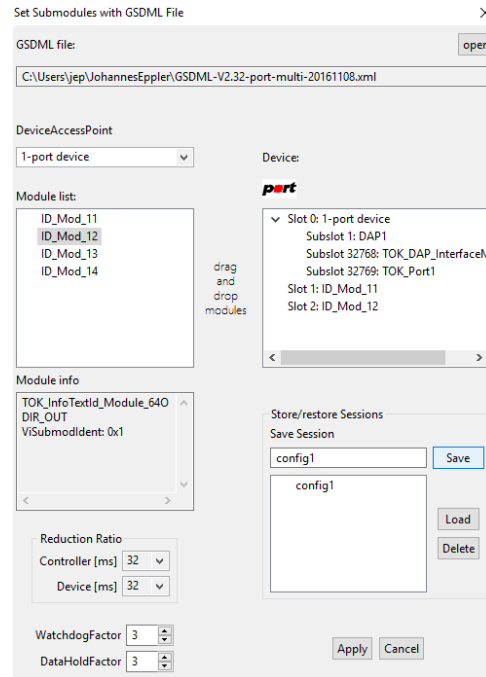 Set Submodules with GSDML File
GSDML file:
open
C:\Users\jep\JohannesEppler\GSDML-V2.32-port-multi-20161108.xml
DeviceAccessPoint
1-port device
Device:
port
Module list:
ID_Mod_11
ID_Mod_12
ID_Mod_13
ID_Mod_14
drag
and
drop
modules
Slot 0: 1-port device
Subslot 1: DAP1
Subslot 32768: TOK_DAP_InterfaceM
Subslot 32769: TOK_Port1
Slot 1: ID_Mod_11
Slot 2: ID_Mod_12
Module info
TOK_InfoTextId_Module_64O
DIR_OUT
ViSubmodIdent: 0x1
Store/restore Sessions
Save Session
config1
Save
config1
Load
Delete
Reduction Ratio
Controller [ms] 32
Device [ms] 32
WatchdogFactor 3
DataHoldFactor 3
Apply
Cancel